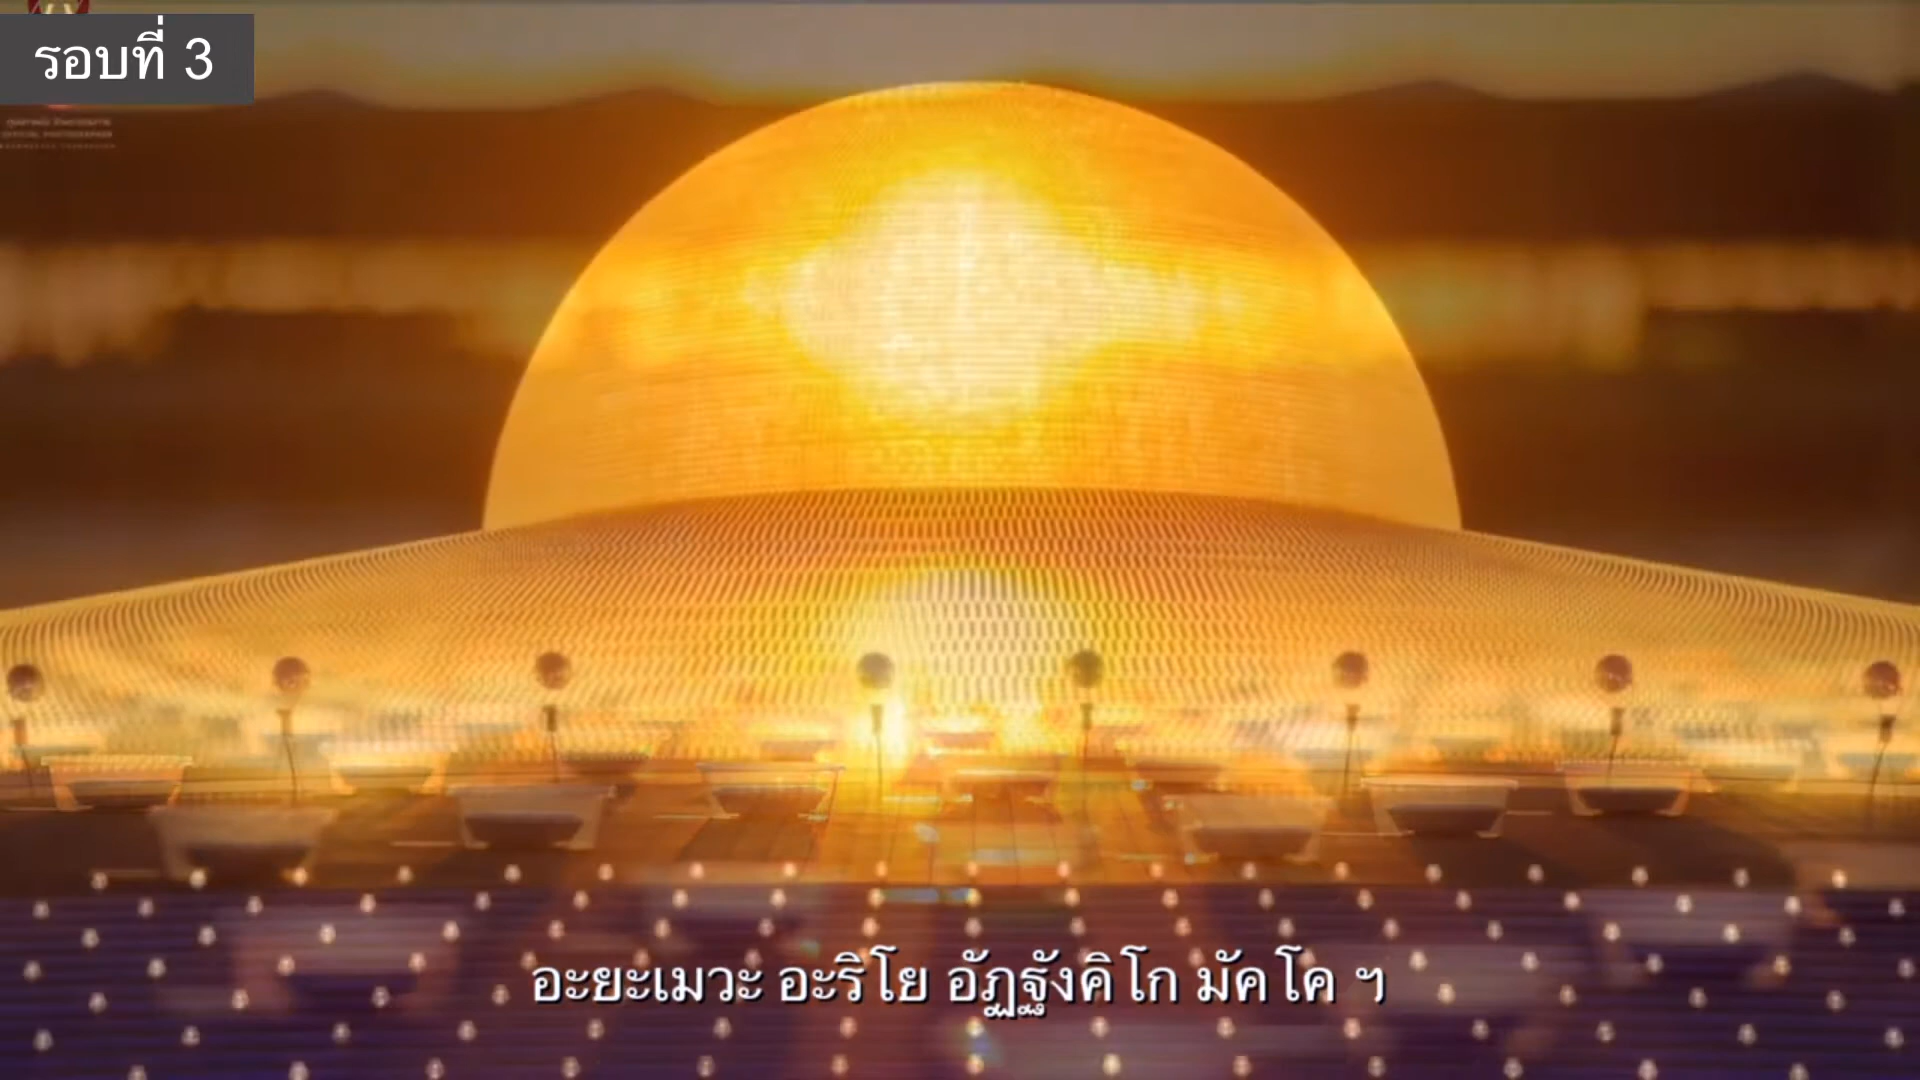 รอบที่ 3
อะยะเมวะ อะริโย อัฏฐังคิโก มัคโค ฯ